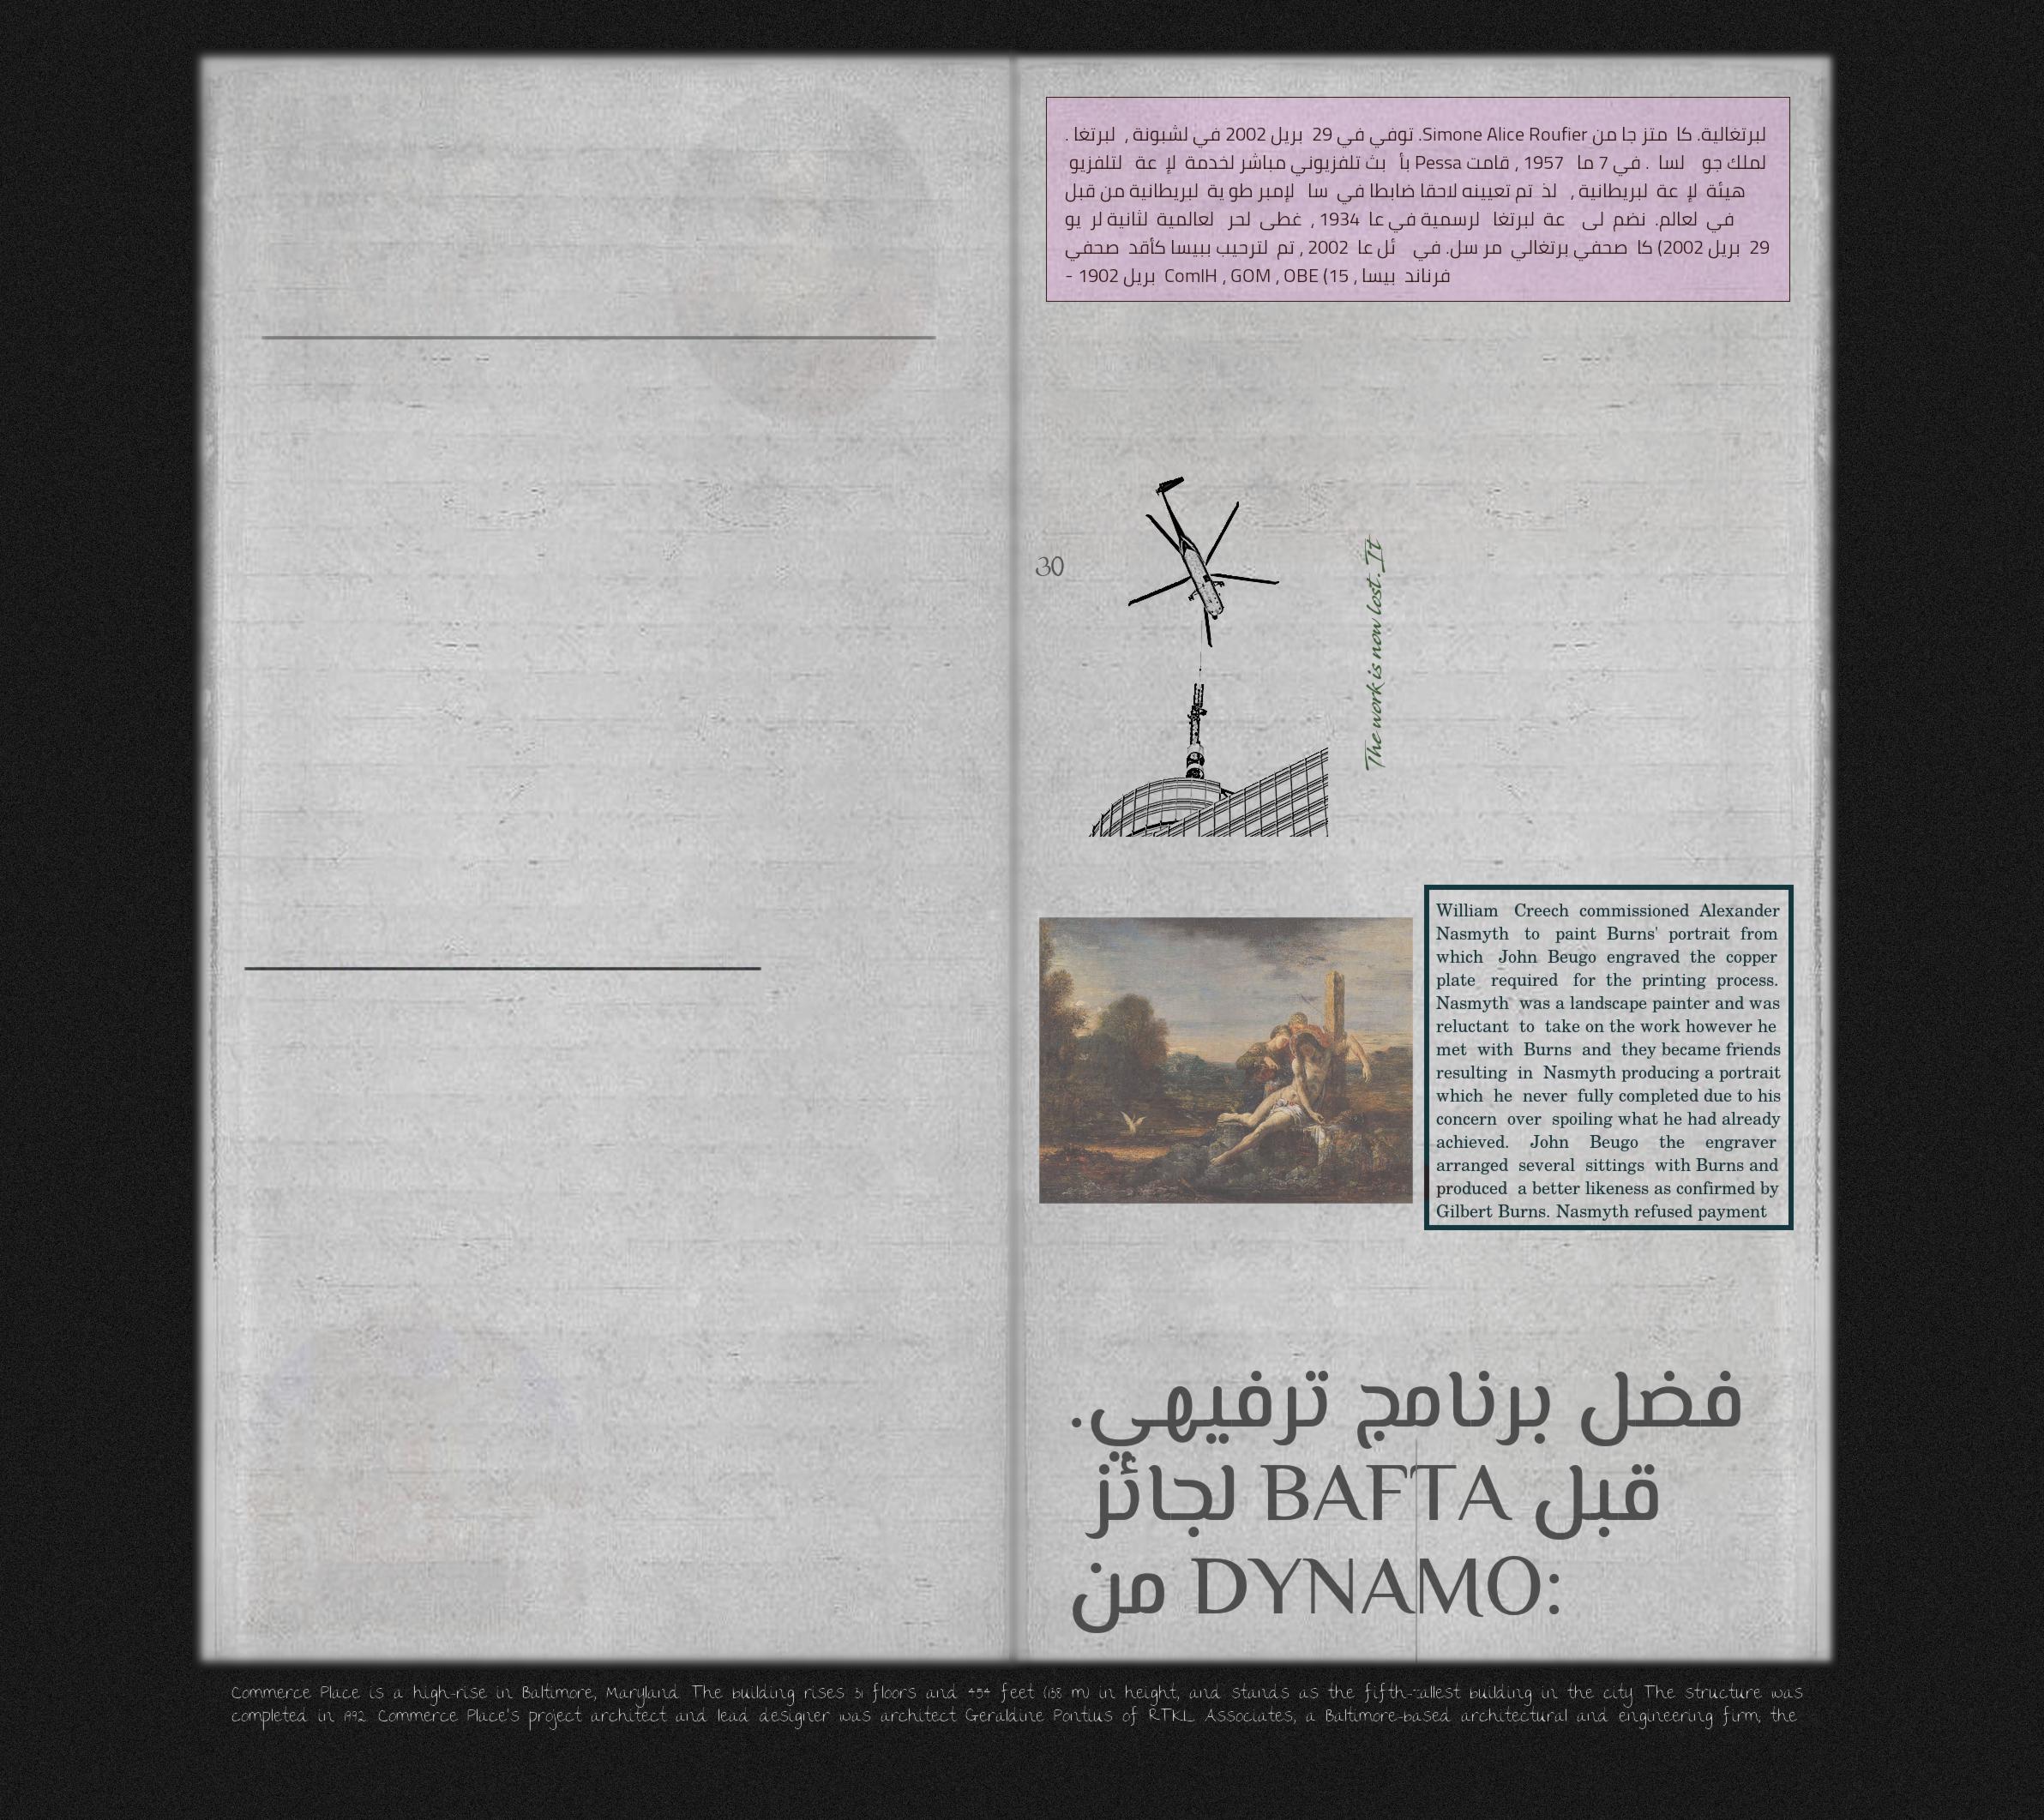 لبرتغالية. كا متز جا من Simone Alice Roufier. توفي في 29 بريل 2002 في لشبونة , لبرتغا .
لملك جو لسا . في 7 ما 1957 , قامت Pessa بأ بث تلفزيوني مباشر لخدمة لإ عة لتلفزيو
هيئة لإ عة لبريطانية , لذ تم تعيينه لاحقا ضابطا في سا لإمبر طو ية لبريطانية من قبل
في لعالم. نضم لى عة لبرتغا لرسمية في عا 1934 , غطى لحر لعالمية لثانية لر يو
29 بريل 2002) كا صحفي برتغالي مر سل. في ئل عا 2002 , تم لترحيب ببيسا كأقد صحفي
فرناند بيسا , ComIH , GOM , OBE (15 بريل 1902 -
30
The work is now lost. It
William Creech commissioned Alexander
Nasmyth to paint Burns' portrait from
which John Beugo engraved the copper
plate required for the printing process.
Nasmyth was a landscape painter and was
reluctant to take on the work however he
met with Burns and they became friends
resulting in Nasmyth producing a portrait
which he never fully completed due to his
concern over spoiling what he had already
achieved. John Beugo the engraver
arranged several sittings with Burns and
produced a better likeness as confirmed by
Gilbert Burns. Nasmyth refused payment
فضل برنامج ترفيهي.
قبل BAFTA لجائز
DYNAMO: من
Commerce Place is a high-rise in Baltimore, Maryland. The building rises 31 floors and 454 feet (138 m) in height, and stands as the fifth-tallest building in the city. The structure was
completed in 1992. Commerce Place's project architect and lead designer was architect Geraldine Pontius of RTKL Associates, a Baltimore-based architectural and engineering firm; the